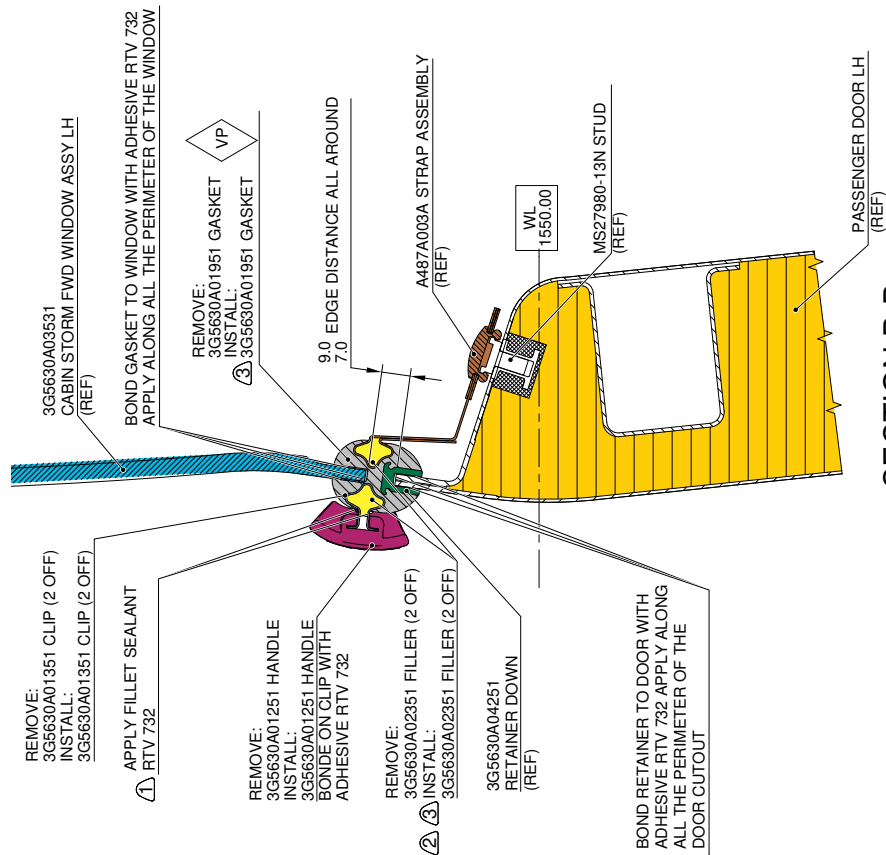 3G5630A03531
CABIN STORM FWD WINDOW ASSY LH
(REF)
BOND GASKET TO WINDOW WITH ADHESIVE RTV 732
APPLY ALONG ALL THE PERIMETER OF THE WINDOW
REMOVE:
3G5630A01951 GASKET
INSTALL:
3 3G5630A01951 GASKET
VP
9.0
7.0
EDGE DISTANCE ALL AROUND
A487A003A STRAP ASSEMBLY
(REF)
WL
1550.00
MS27980-13N STUD
(REF)
PASSENGER DOOR LH
(REF)
REMOVE:
3G5630A01351 CLIP (2 OFF)
INSTALL:
3G5630A01351 CLIP (2 OFF)
1 APPLY FILLET SEALANT
RTV 732
REMOVE:
3G5630A01251 HANDLE
INSTALL:
3G5630A01251 HANDLE
BONDE ON CLIP WITH
ADHESIVE RTV 732
REMOVE:
3G5630A02351 FILLER (2 OFF)
2 3 INSTALL:
3G5630A02351 FILLER (2 OFF)
3G5630A04251
RETAINER DOWN
(REF)
BOND RETAINER TO DOOR WITH
ADHESIVE RTV 732 APPLY ALONG
ALL THE PERIMETER OF THE
DOOR CUTOUT